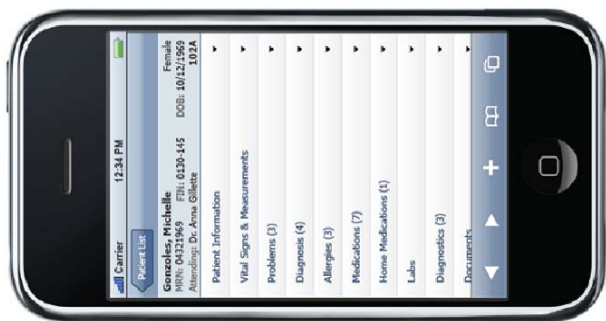 Carrier 12:34 PM
Patient List
Gonzoles, Michelle Female
MRN: 04321969 FIN: 0130-145 DOB: 10/12/1969
Attending: Dr. Anna Gillette 102A
Patient Information
Vital Signs & Measurements
Problems (3)
Diagnosis (4)
Allergies (3)
Medications (7)
Home Medications (1)
Labs
Diagnostics (3)
Documents